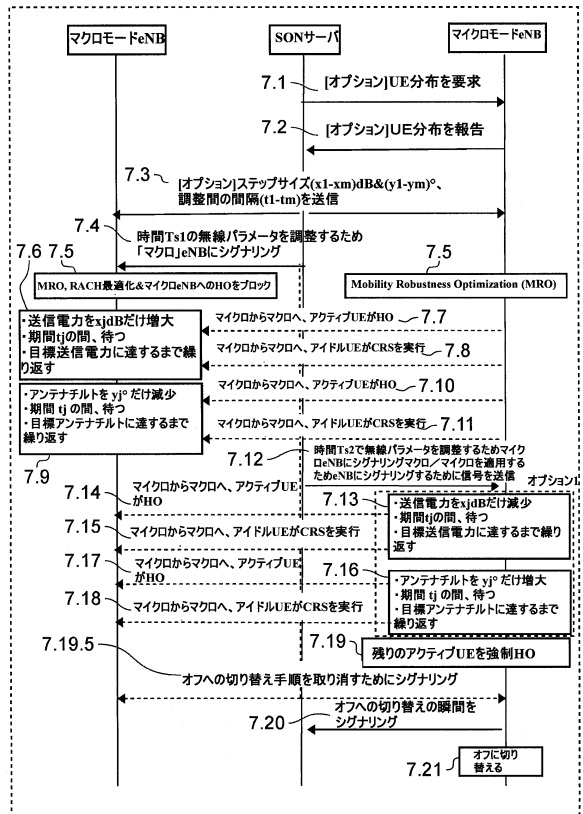 マクロモードeNB
SONサーバ
マイクロモードeNB
7.1
[オプション]UE分布を要求
7.2
[オプション]UE分布を報告
7.3
[オプション]ステップサイズ(x1-xm)dB&(y1-ym)°、
調整間の間隔(t1-tm)を送信
7.4
時間Ts1の無線パラメータを調整するため
「マクロ」eNBにシグナリング
7.6
7.5
MRO, RACH最適化&マイクロeNBへのHOをブロック
7.5
Mobility Robustness Optimization (MRO)
・送信電力をxjdBだけ増大
・期間tjの間、待つ
・目標送信電力に達するまで繰
り返す
マイクロからマクロへ、アクティブUEがHO
7.7
マイクロからマクロへ、アイドルUEがCRSを実行
7.8
・アンテナチルトを yj° だけ減少
・期間 tj の間、待つ
・目標アンテナチルトに達するまで
繰り返す
7.9
マイクロからマクロへ、アクティブUEがHO
7.10
マイクロからマクロへ、アイドルUEがCRSを実行
7.11
7.12
時間Ts2で無線パラメータを調整するためマイク
ロeNBにシグナリングマクロ/マイクロを適用する
ためeNBにシグナリングするために信号を送信
オプション1
7.14
マイクロからマクロへ、アクティブUE
がHO
7.13
・送信電力をxjdBだけ減少
・期間tjの間、待つ
・目標送信電力に達するまで繰り
返す
7.15
マイクロからマクロへ、アイドルUEがCRSを実行
7.17
マイクロからマクロへ、アクティブUE
がHO
7.16
・アンテナチルトを yj° だけ増大
・期間 tj の間、待つ
・目標アンテナチルトに達するまで
繰り返す
7.18
マイクロからマクロへ、アイドルUEがCRSを実行
7.19
残りのアクティブUEを強制HO
7.19.5
オフへの切り替え手順を取り消すためにシグナリング
7.20
オフへの切り替えの瞬間を
シグナリング
7.21
オフに切り
替える